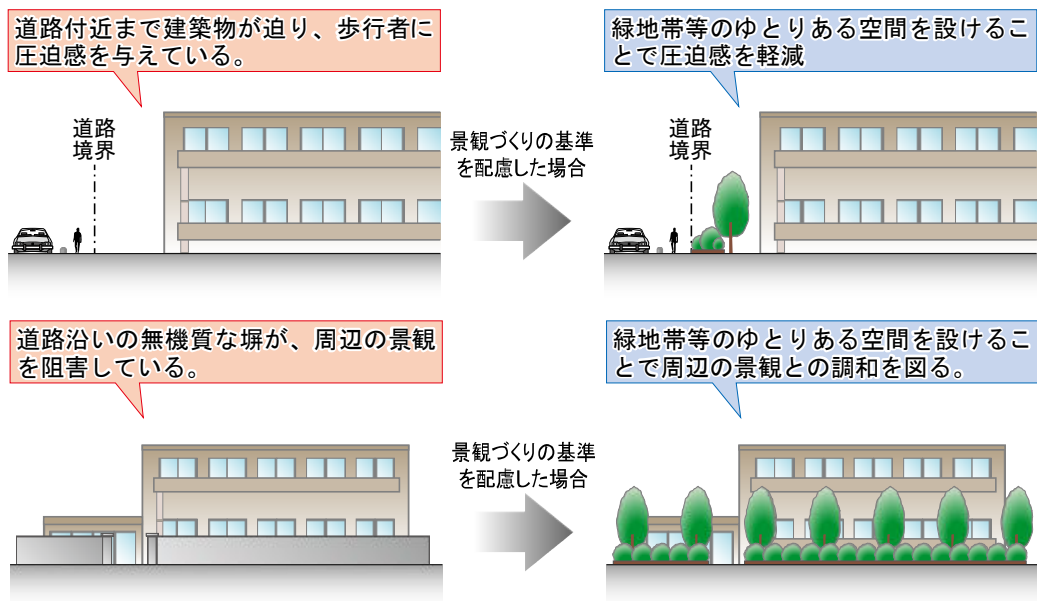 道路付近まで建築物が迫り、歩行者に
圧迫感を与えている。
道路
境界
景観づくりの基準
を配慮した場合
緑地帯等のゆとりある空間を設けるこ
とで圧迫感を軽減
道路
境界
道路沿いの無機質な塀が、周辺の景観
を阻害している。
景観づくりの基準
を配慮した場合
緑地帯等のゆとりある空間を設けるこ
とで周辺の景観との調和を図る。